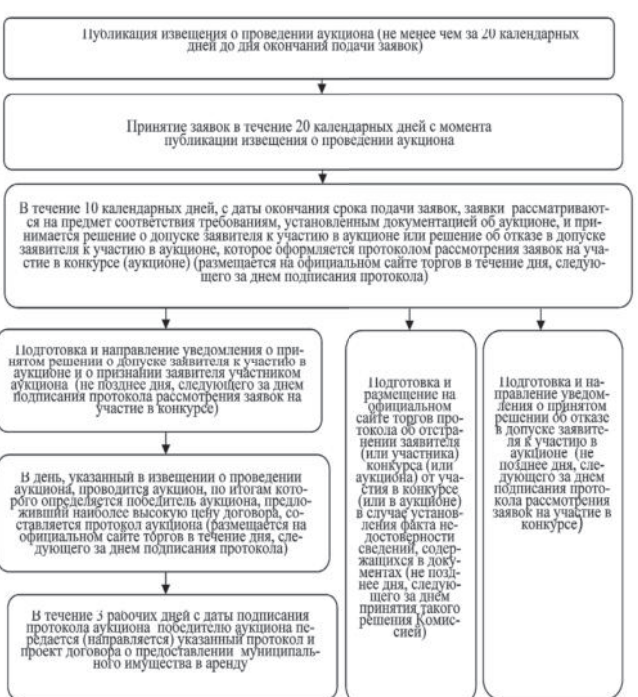 Публикация извещения о проведении аукциона (не менее чем за 20 календарных
дней до дня окончания подачи заявок)
Принятие заявок в течение 20 календарных дней с момента
публикации извещения о проведении аукциона
В течение 10 календарных дней, с даты окончания срока подачи заявок, заявки рассматривают-
ся на предмет соответствия требованиям, установленным документацией об аукционе, и при-
нимается решение о допуске заявителя к участию в аукционе или решение об отказе в допуске
заявителя к участию в аукционе, которое оформляется протоколом рассмотрения заявок на уча-
стие в конкурсе (аукционе) (размещается на официальном сайте торгов в течение дня, следую-
щего за днем подписания протокола)
Подготовка и направление уведомления о при-
нятом решении о допуске заявителя к участию в
аукционе и о признании заявителя участником
аукциона (не позднее дня, следующего за днем
подписания протокола рассмотрения заявок на
участие в конкурсе)
В день, указанный в извещении о проведении
аукциона, проводится аукцион, по итогам кото-
рого определяется победитель аукциона, предло-
живший наиболее высокую цену договора, со-
ставляется протокол аукциона (размещается на
официальном сайте торгов в течение дня, сле-
дующего за днем подписания протокола)
В течение 3 рабочих дней с даты подписания
протокола аукциона победителю аукциона пе-
редается (направляется) указанный протокол и
проект договора о предоставлении муниципаль-
ного имущества в аренду
Подготовка и
размещение на
официальном
сайте торгов про-
токола об отстра-
нении заявителя
(или участника)
конкурса (или
аукциона) от уча-
стия в конкурсе
(или в аукционе)
в случае установ-
ления факта не-
достоверности
сведений, содер-
жащихся в доку-
ментах (не позд-
нее дня, следую-
щего за днем
принятия такого
решения Комис-
сией)
Подготовка и на-
правление уведом-
ления о принятом
решении об отказе
в допуске заявите-
ля к участию в
аукционе (не
позднее дня, сле-
дующего за днем
подписания прото-
кола рассмотрения
заявок на участие в
конкурсе)